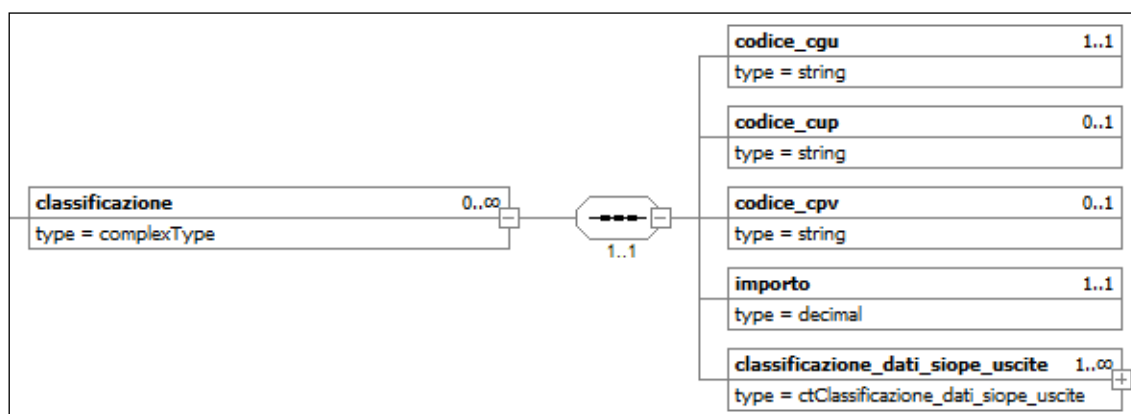 codice_cgu 1..1
type = string
codice_cup 0..1
type = string
classificazione 0..∞
type = complexType
1..1
codice_cpv 0..1
type = string
importo 1..1
type = decimal
classificazione_dati_siope_uscite 1..∞
type = ctClassificazione_dati_siope_uscite